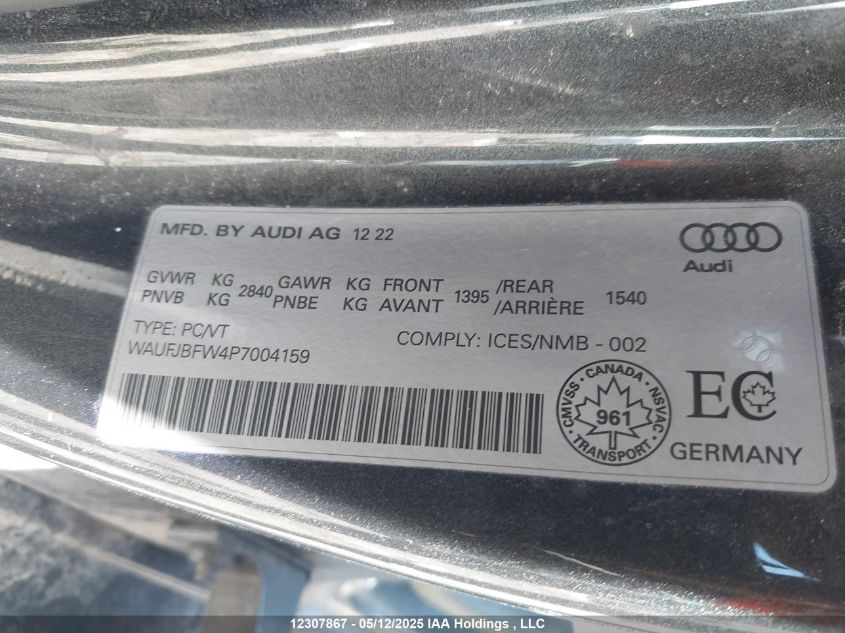 MFD. BY AUDI AG 12 22
Audi
GVWR KG 2840 GAWR KG FRONT 1395 /REAR 1540
PNVB KG PNBE KG AVANT /ARRIÈRE
TYPE: PC/VT
COMPLY: ICES/NMB - 002
WAUFJBFW4P7004159
CMVSS · CANADA · NSVAC
961
TRANSPORT
EC
GERMANY
12307867 - 05/12/2025 IAA Holdings , LLC